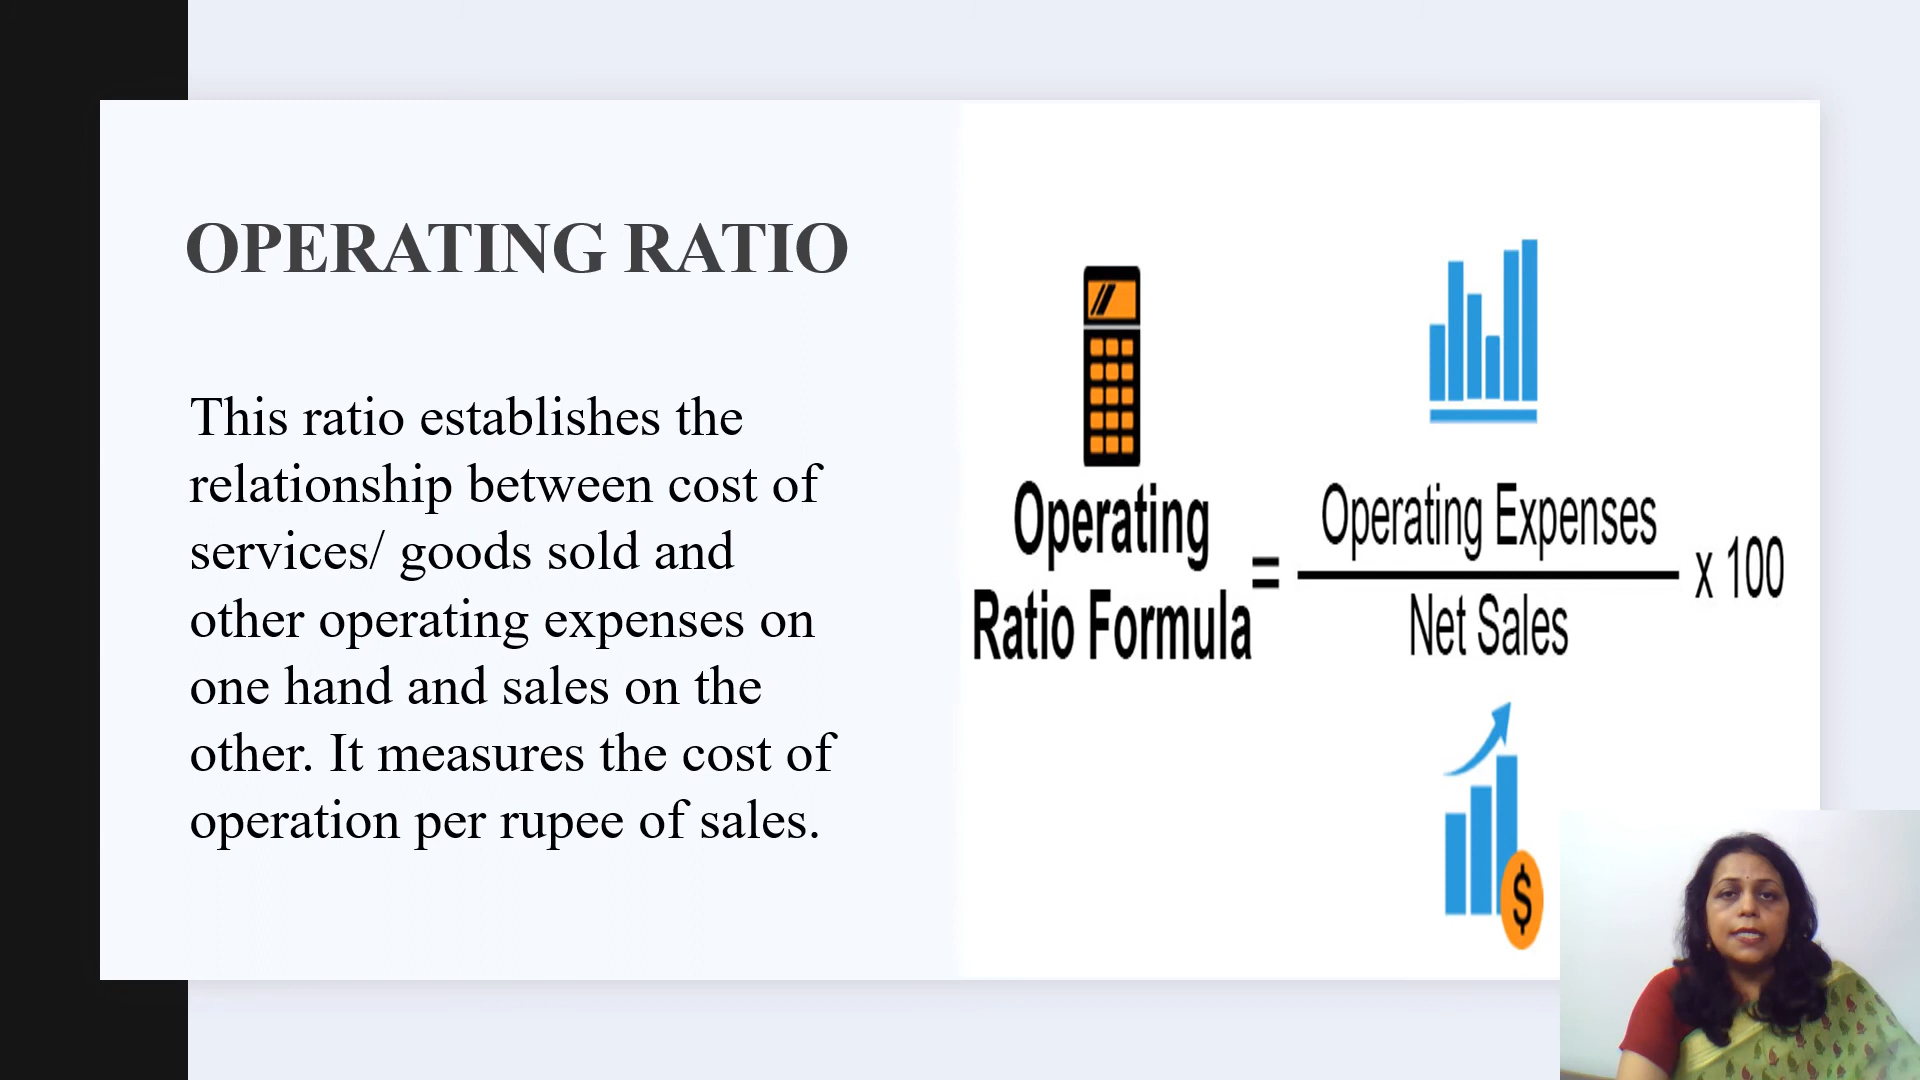 OPERATING RATIO
This ratio establishes the
relationship between cost of
services/ goods sold and
other operating expenses on
one hand and sales on the
other. It measures the cost of
operation per rupee of sales.
Operating
Ratio Formula
=
Operating Expenses
Net Sales
x 100
$